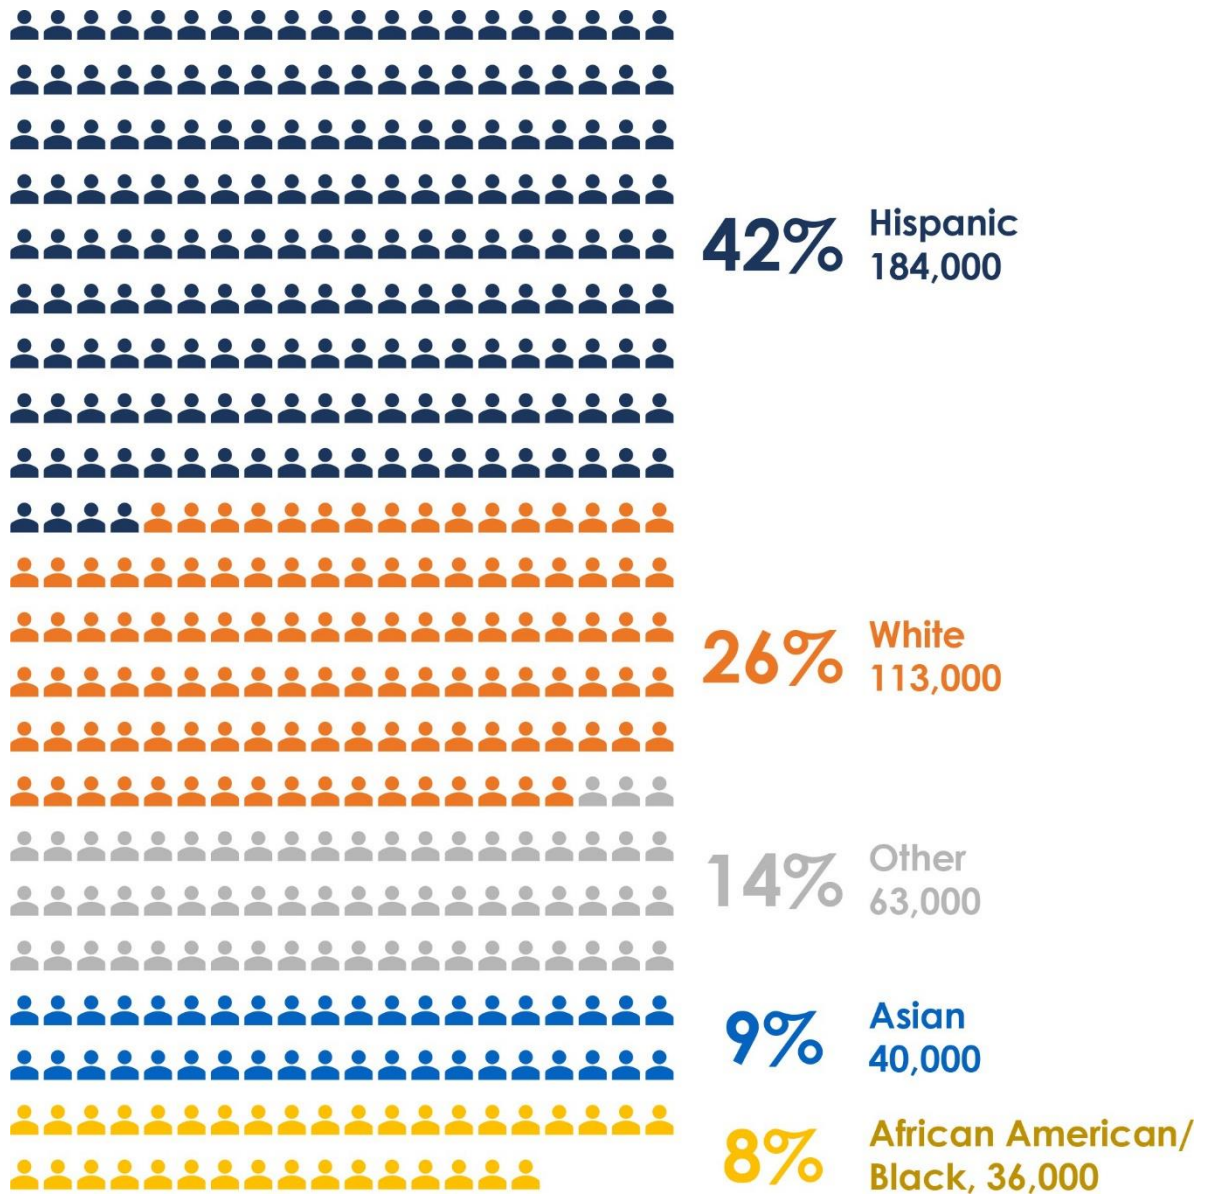 42%
Hispanic
184,000
26%
White
113,000
14%
Other
63,000
9%
Asian
40,000
8%
African American/
Black, 36,000